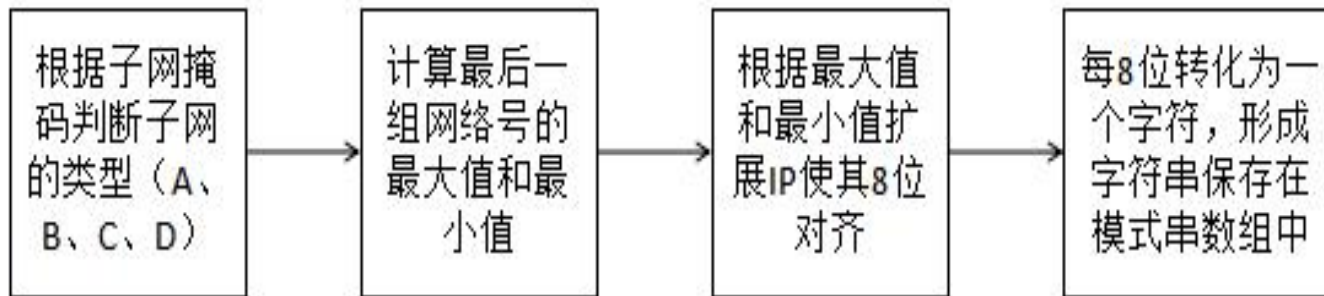 根据子网掩
码判断子网
的类型（A、
B、C、D）
计算最后一
组网络号的
最大值和最
小值
根据最大值
和最小值扩
展IP使其8位
对齐
每8位转化为一
个字符，形成
字符串保存在
模式串数组中